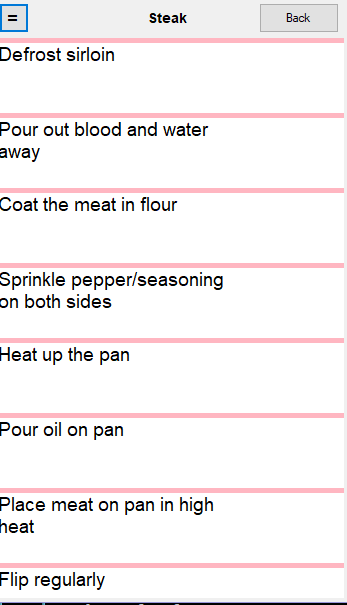 =
Steak
Back
Defrost sirloin
Pour out blood and water
away
Coat the meat in flour
Sprinkle pepper/seasoning
on both sides
Heat up the pan
Pour oil on pan
Place meat on pan in high
heat
Flip regularly